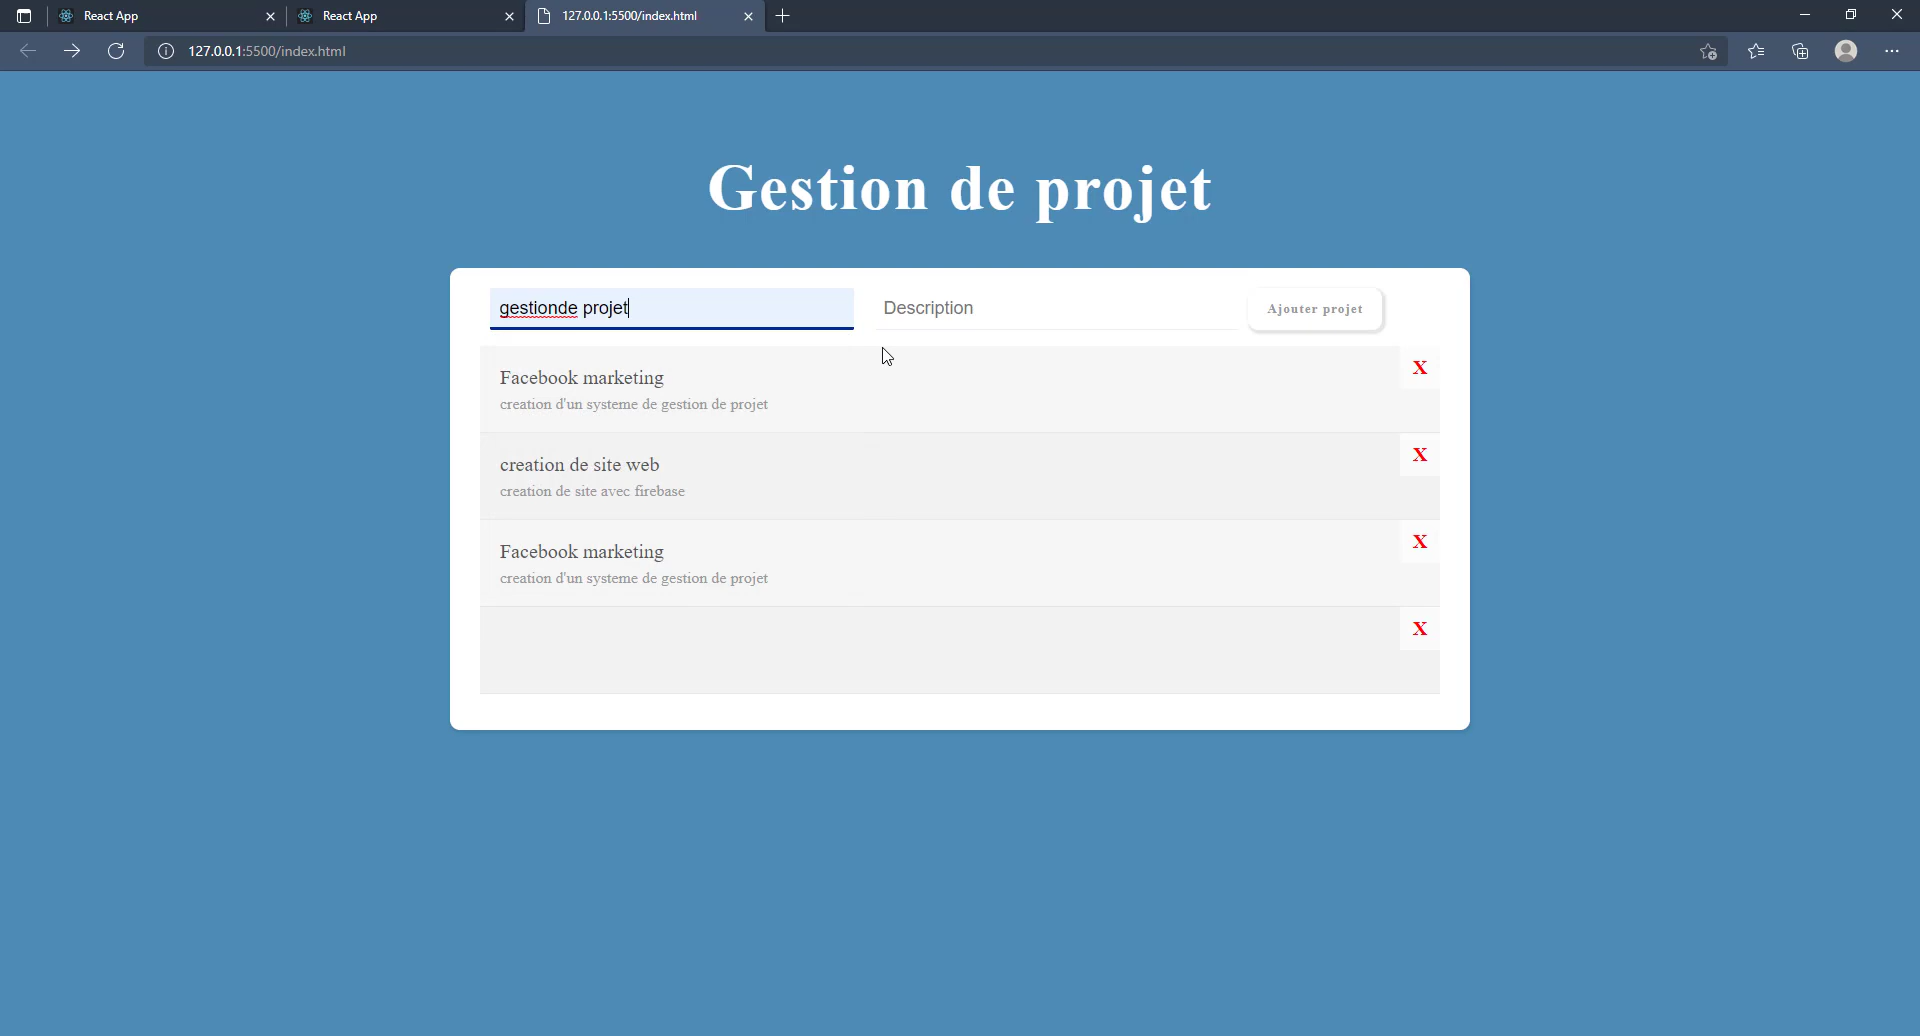 React App
React App
127.0.0.1:5500/index.html
127.0.0.1:5500/index.html
Gestion de projet
gestionde projet
Description
Ajouter projet
Facebook marketing
X
creation d'un systeme de gestion de projet
creation de site web
X
creation de site avec firebase
Facebook marketing
X
creation d'un systeme de gestion de projet
X